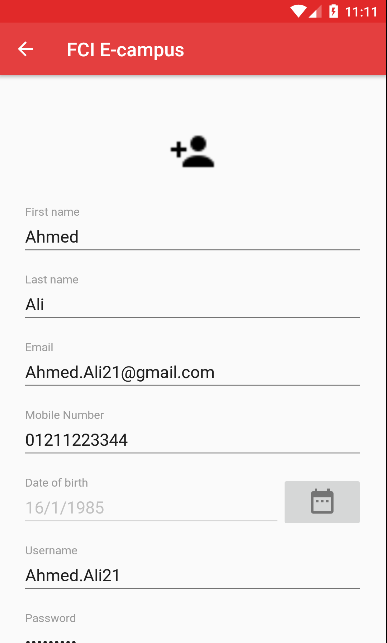 11:11
FCI E-campus
First name
Ahmed
Last name
Ali
Email
Ahmed.Ali21@gmail.com
Mobile Number
01211223344
Date of birth
16/1/1985
Username
Ahmed.Ali21
Password